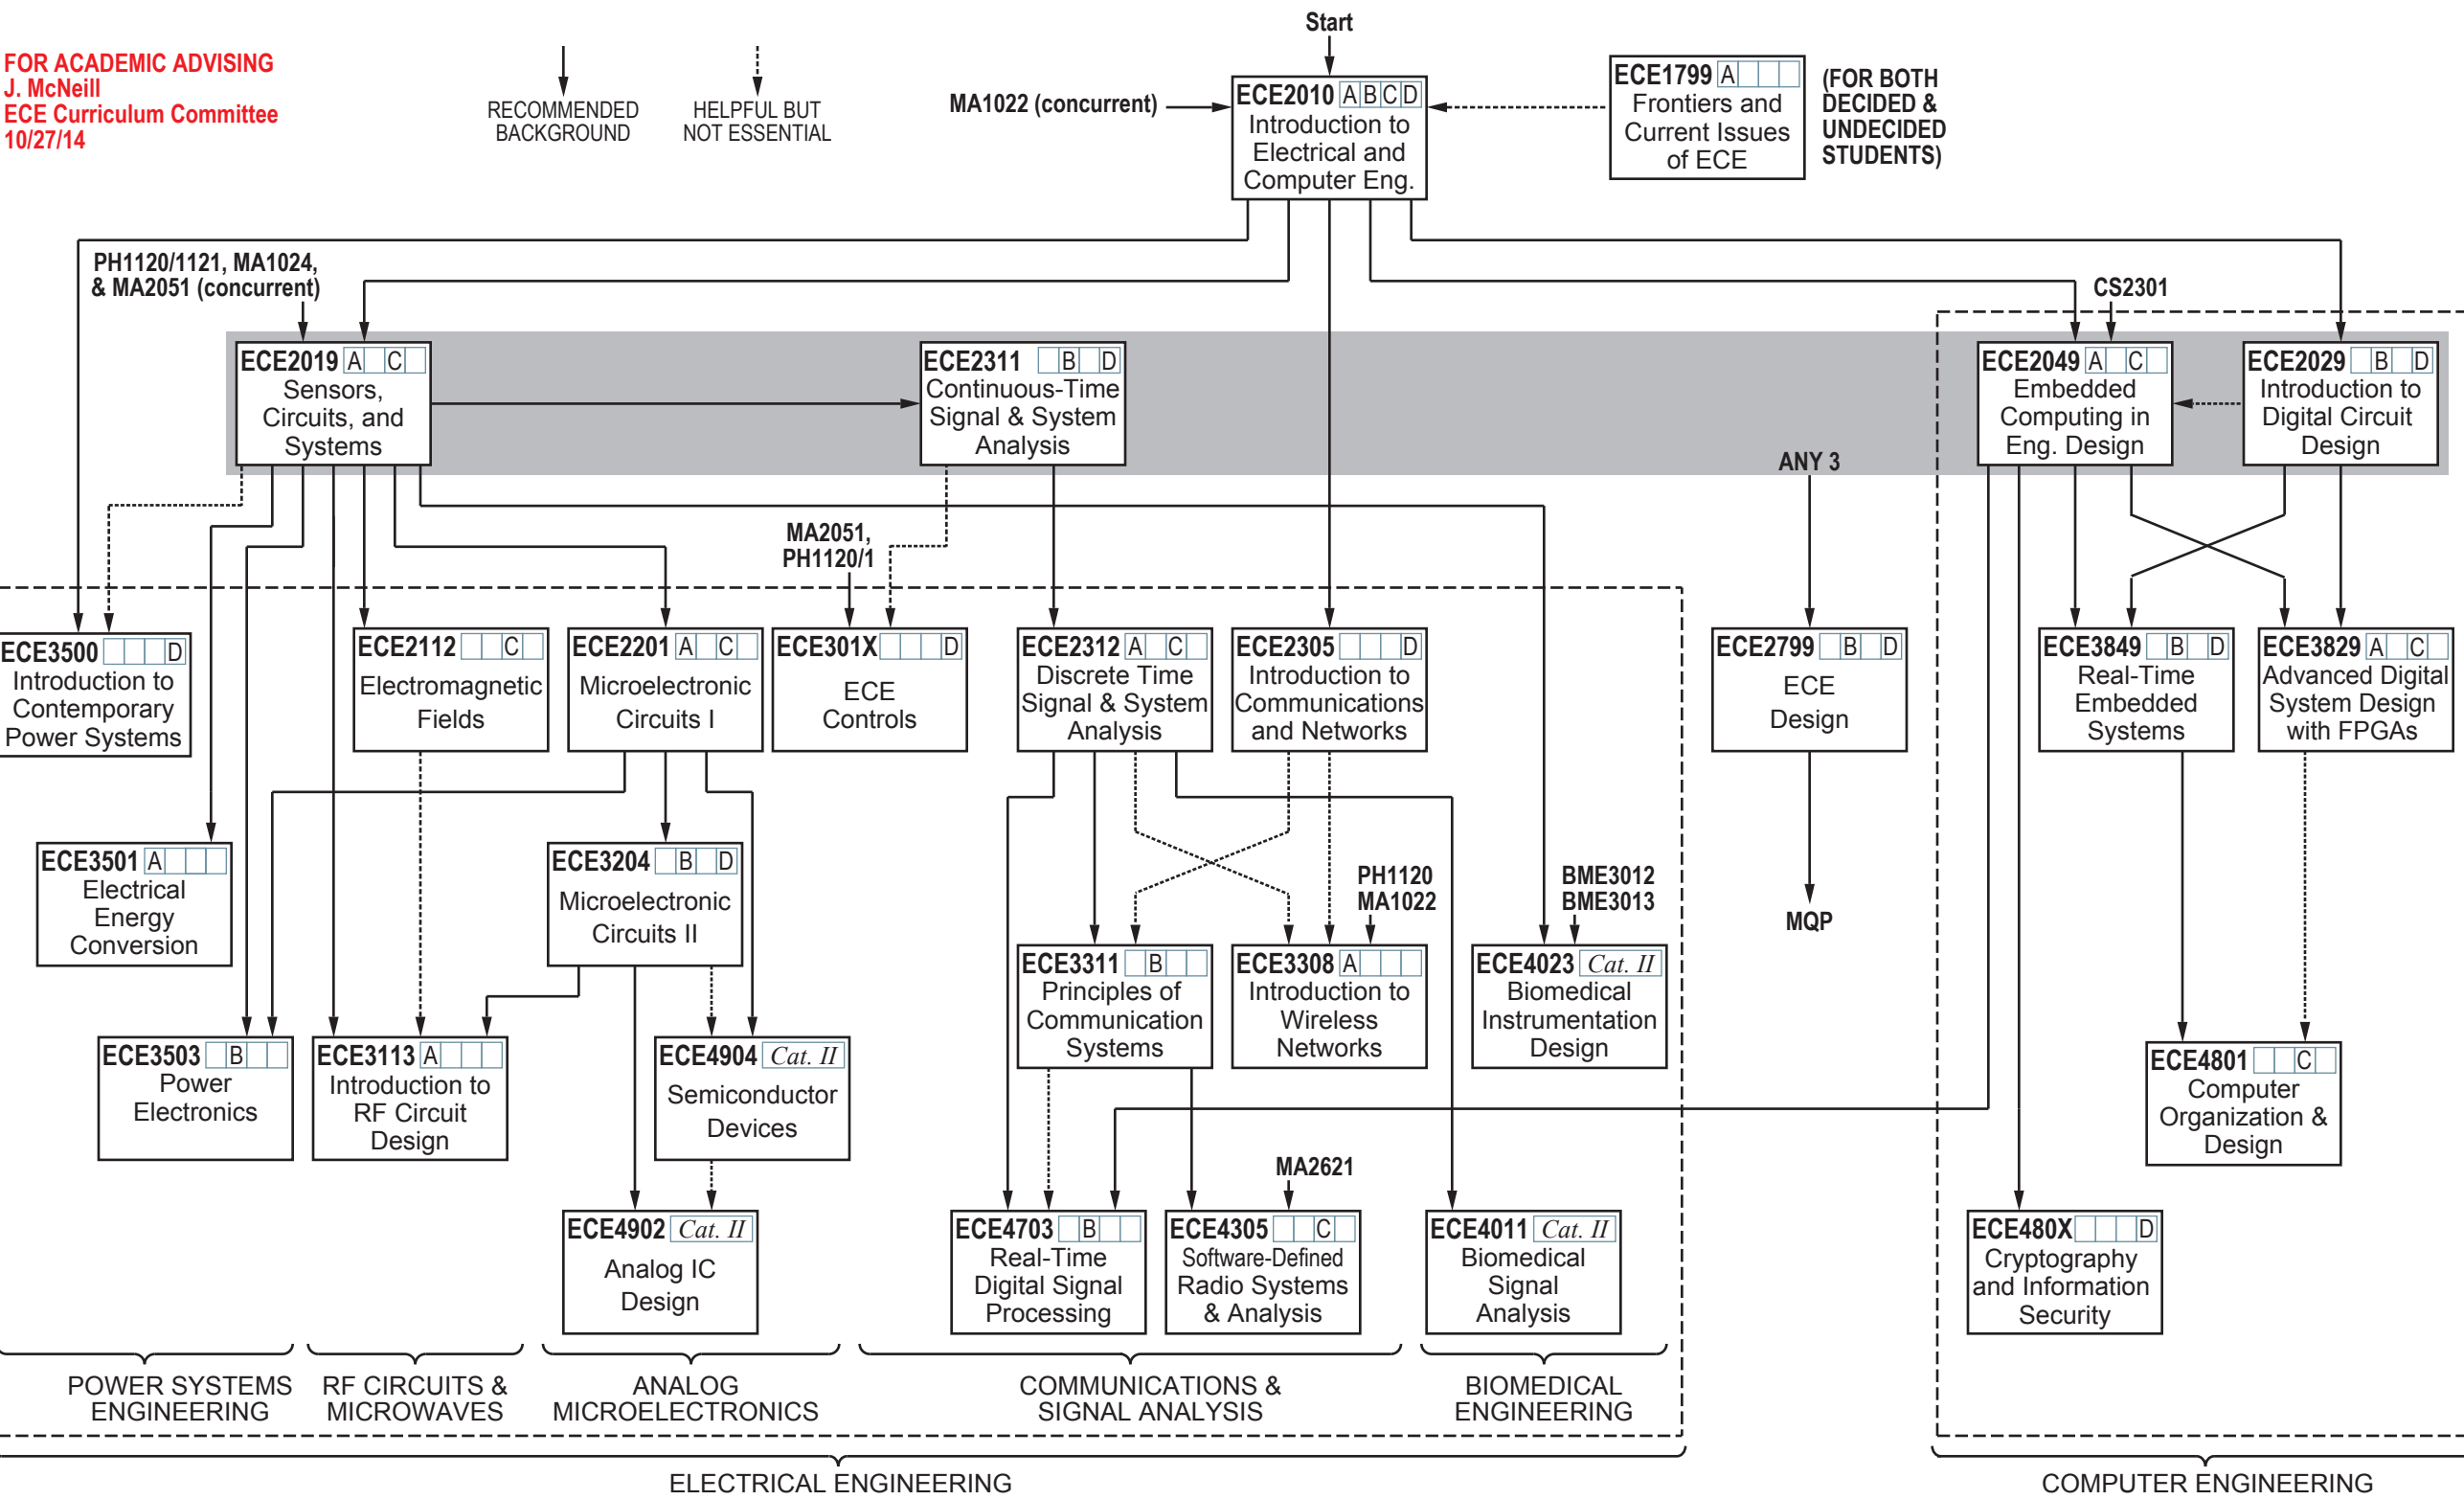 Start
FOR ACADEMIC ADVISING
J. McNeill
ECE Curriculum Committee
10/27/14
RECOMMENDED
BACKGROUND
HELPFUL BUT
NOT ESSENTIAL
MA1022 (concurrent)
ECE2010 A B C D
Introduction to
Electrical and
Computer Eng.
ECE1799 A
Frontiers and
Current Issues
of ECE
(FOR BOTH
DECIDED &
UNDECIDED
STUDENTS)
PH1120/1121, MA1024,
& MA2051 (concurrent)
CS2301
ECE2019 A C
Sensors,
Circuits, and
Systems
ECE2311 B D
Continuous-Time
Signal & System
Analysis
ECE2049 A C
Embedded
Computing in
Eng. Design
ECE2029 B D
Introduction to
Digital Circuit
Design
ANY 3
MA2051,
PH1120/1
ECE3500 D
Introduction to
Contemporary
Power Systems
ECE2112 C
Electromagnetic
Fields
ECE2201 A C
Microelectronic
Circuits I
ECE301X D
ECE
Controls
ECE2312 A C
Discrete Time
Signal & System
Analysis
ECE2305 D
Introduction to
Communications
and Networks
ECE2799 B D
ECE
Design
ECE3849 B D
Real-Time
Embedded
Systems
ECE3829 A C
Advanced Digital
System Design
with FPGAs
ECE3501 A
Electrical
Energy
Conversion
ECE3204 B D
Microelectronic
Circuits II
PH1120
MA1022
BME3012
BME3013
MQP
ECE3311 B
Principles of
Communication
Systems
ECE3308 A
Introduction to
Wireless
Networks
ECE4023 Cat. II
Biomedical
Instrumentation
Design
ECE3503 B
Power
Electronics
ECE3113 A
Introduction to
RF Circuit
Design
ECE4904 Cat. II
Semiconductor
Devices
ECE4801 C
Computer
Organization &
Design
MA2621
ECE4902 Cat. II
Analog IC
Design
ECE4703 B
Real-Time
Digital Signal
Processing
ECE4305 C
Software-Defined
Radio Systems
& Analysis
ECE4011 Cat. II
Biomedical
Signal
Analysis
ECE480X D
Cryptography
and Information
Security
POWER SYSTEMS
ENGINEERING
RF CIRCUITS &
MICROWAVES
ANALOG
MICROELECTRONICS
COMMUNICATIONS &
SIGNAL ANALYSIS
BIOMEDICAL
ENGINEERING
ELECTRICAL ENGINEERING
COMPUTER ENGINEERING